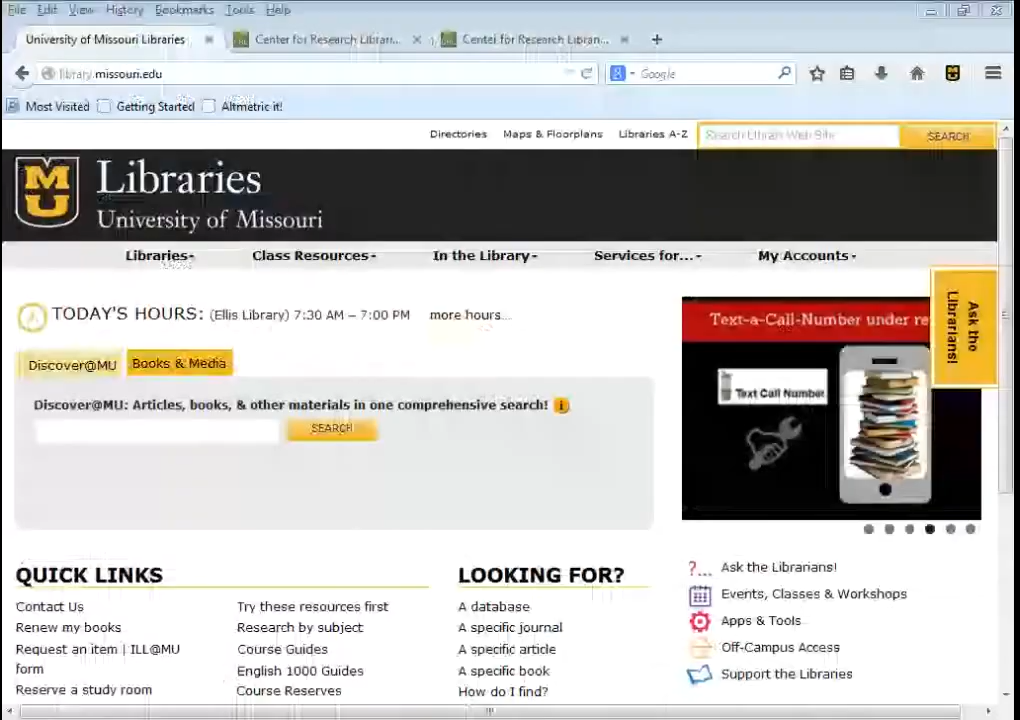 File Edit View History Bookmarks Tools Help
University of Missouri Libraries
Center for Research Librari...
Center for Research Librari...
library.missouri.edu
Google
Most Visited Getting Started Altmetric it!
Directories Maps & Floorplans Libraries A-Z Search Library Web Site SEARCH
MU
Libraries
University of Missouri
Libraries Class Resources In the Library Services for... My Accounts
TODAY'S HOURS: (Ellis Library) 7:30 AM – 7:00 PM more hours...
Ask the
Librarians!
Text-a-Call-Number under re
Text Call Number
Discover@MU Books & Media
Discover@MU: Articles, books, & other materials in one comprehensive search! i
SEARCH
QUICK LINKS
Contact Us
Renew my books
Request an item | ILL@MU
form
Reserve a study room
Try these resources first
Research by subject
Course Guides
English 1000 Guides
Course Reserves
LOOKING FOR?
A database
A specific journal
A specific article
A specific book
How do I find?
?... Ask the Librarians!
Events, Classes & Workshops
Apps & Tools
Off-Campus Access
Support the Libraries